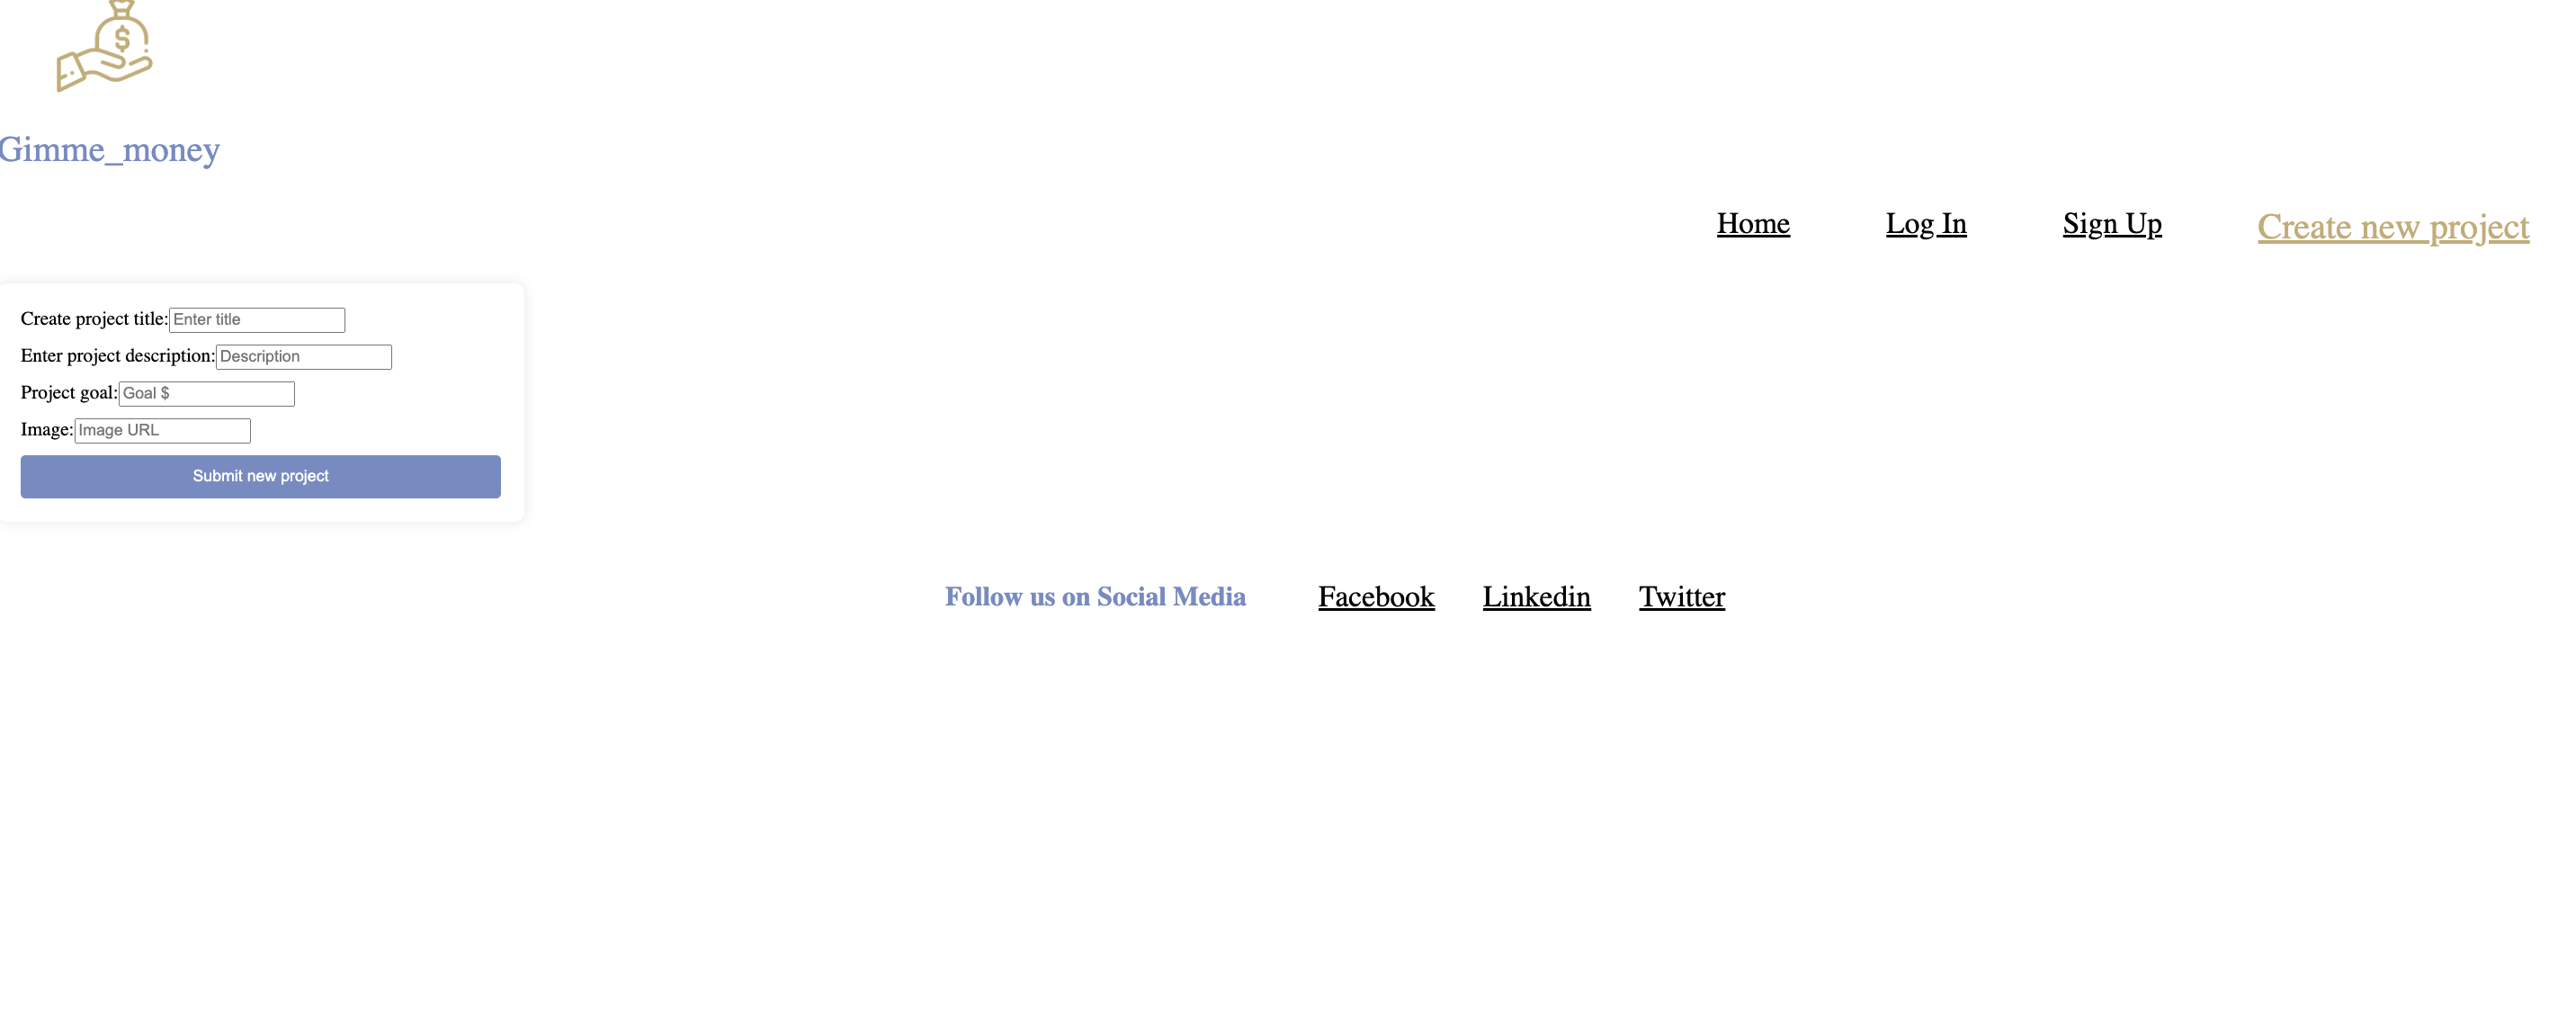 $
Gimme_money
Home Log In Sign Up Create new project
Create project title: Enter title
Enter project description: Description
Project goal: Goal $
Image: Image URL
Submit new project
Follow us on Social Media Facebook Linkedin Twitter